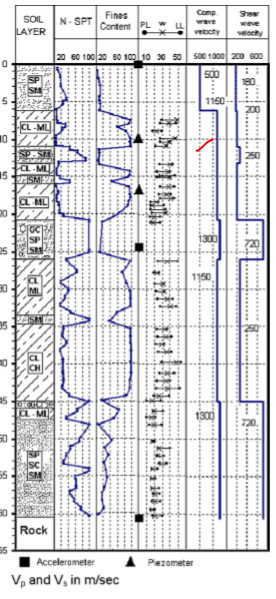 SOIL LAYER N - SPT Fines Content PL w LL Comp. wave velocity Shear wave velocity
20 60 100 20 60 100 10 30 50 500 1000 200 600
0
SP 500 180
SM
5 1150 200
CL - ML
10
SP - SM 250
CL - ML
15
SM
CL - ML
20
GC 1300 720
SP
SM
25
CL 1150
ML
30
SM 250
35
CL
CH
40
45
GC
CL - ML 1300 720
50
SP
SC
SM
55
60
Rock
65
Accelerometer Piezometer
Vp and Vs in m/sec